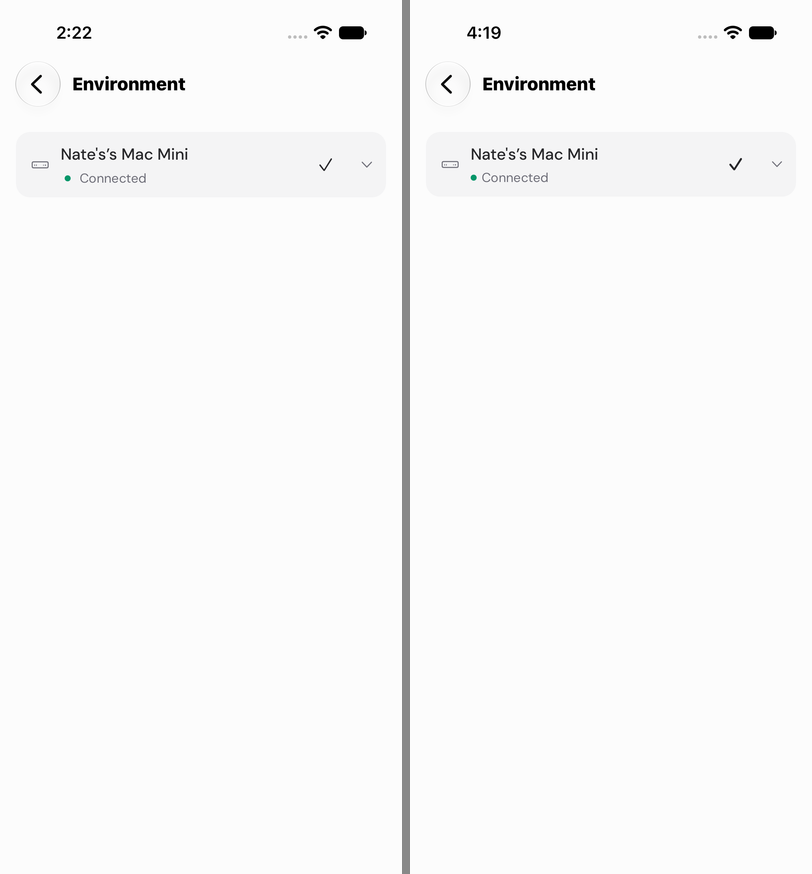 2:22
Environment
Nate's’s Mac Mini
Connected
4:19
Environment
Nate's’s Mac Mini
Connected